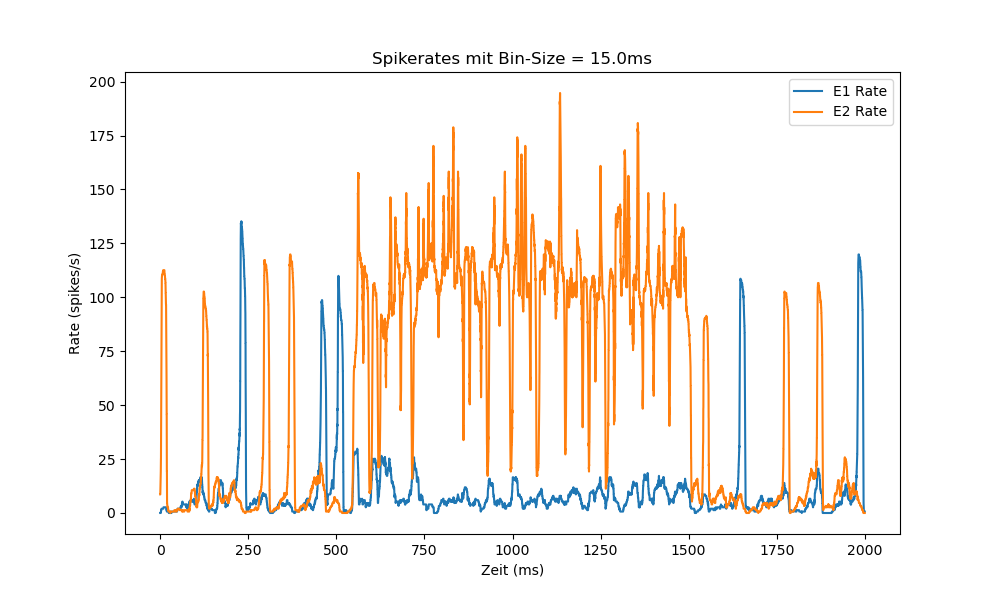 Spikerates mit Bin-Size = 15.0ms
E1 Rate
E2 Rate
200
175
150
125
100
75
50
25
0
Rate (spikes/s)
0 250 500 750 1000 1250 1500 1750 2000
Zeit (ms)